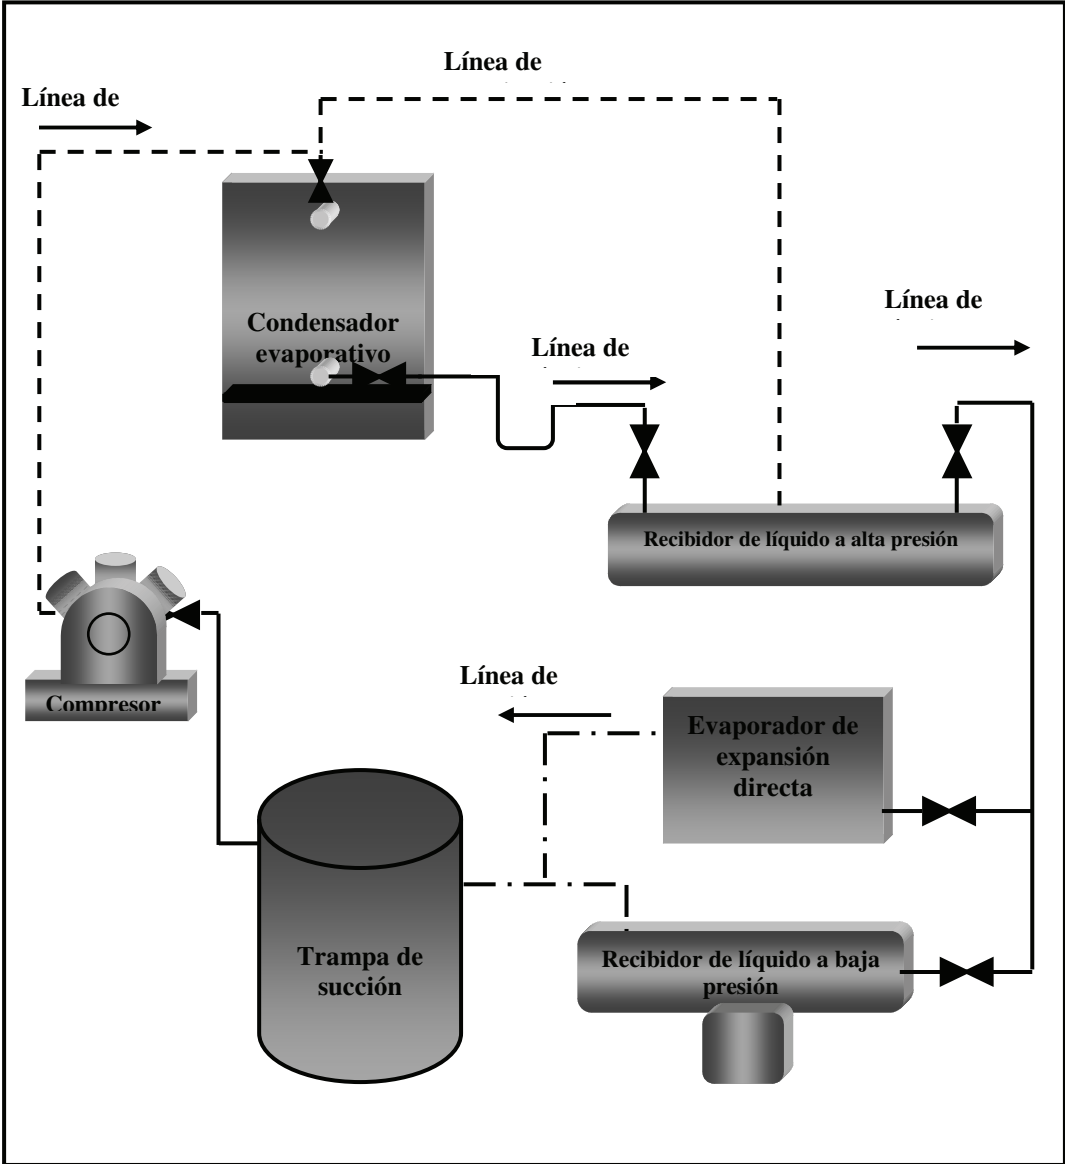 Línea de
Línea de
Línea de
Condensador
evaporativo
Línea de
Recibidor de líquido a alta presión
Compresor
Línea de
Evaporador de
expansión
directa
Trampa de
succión
Recibidor de líquido a baja
presión